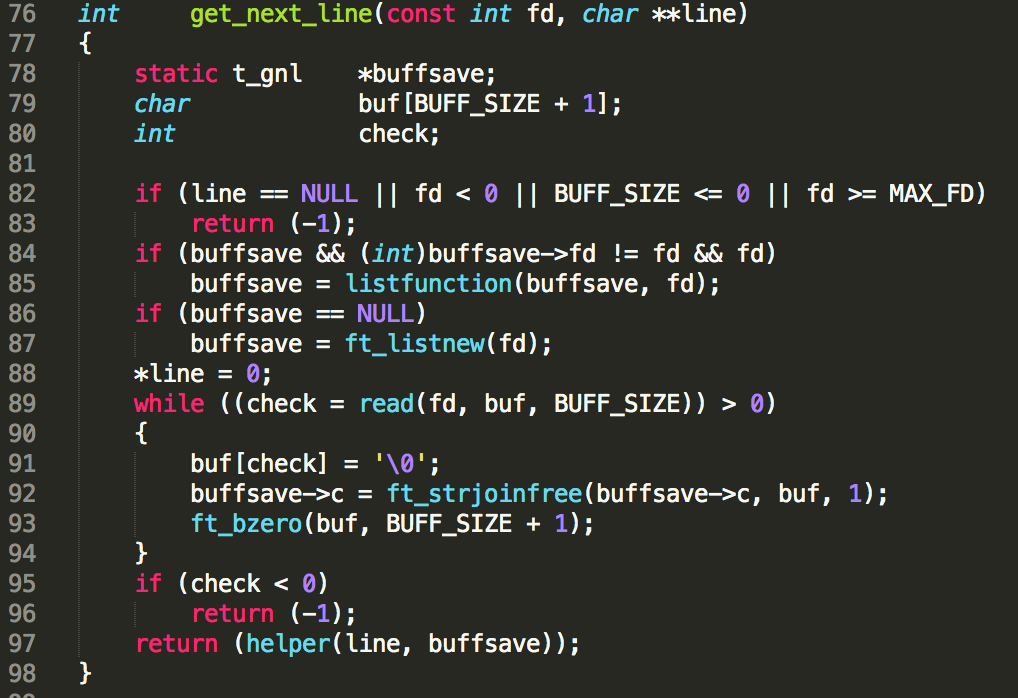 76 int get_next_line(const int fd, char **line)
77 {
78 static t_gnl *buffsave;
79 char buf[BUFF_SIZE + 1];
80 int check;
81
82 if (line == NULL || fd < 0 || BUFF_SIZE <= 0 || fd >= MAX_FD)
83 return (-1);
84 if (buffsave && (int)buffsave->fd != fd && fd)
85 buffsave = listfunction(buffsave, fd);
86 if (buffsave == NULL)
87 buffsave = ft_listnew(fd);
88 *line = 0;
89 while ((check = read(fd, buf, BUFF_SIZE)) > 0)
90 {
91 buf[check] = '\0';
92 buffsave->c = ft_strjoinfree(buffsave->c, buf, 1);
93 ft_bzero(buf, BUFF_SIZE + 1);
94 }
95 if (check < 0)
96 return (-1);
97 return (helper(line, buffsave));
98 }